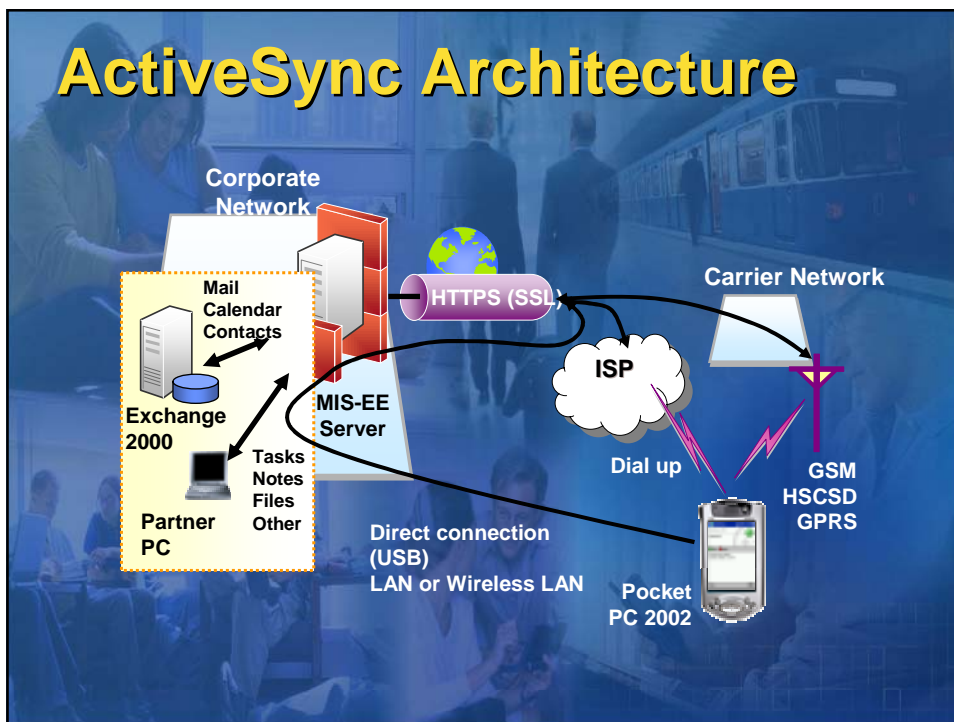 ActiveSync Architecture
Corporate
Network
Mail
Calendar
Contacts
HTTPS (SSL)
Carrier Network
ISP
Exchange
2000
MIS-EE
Server
Tasks
Notes
Files
Other
Partner
PC
Dial up
GSM
HSCSD
GPRS
Direct connection
(USB)
LAN or Wireless LAN
Pocket
PC 2002